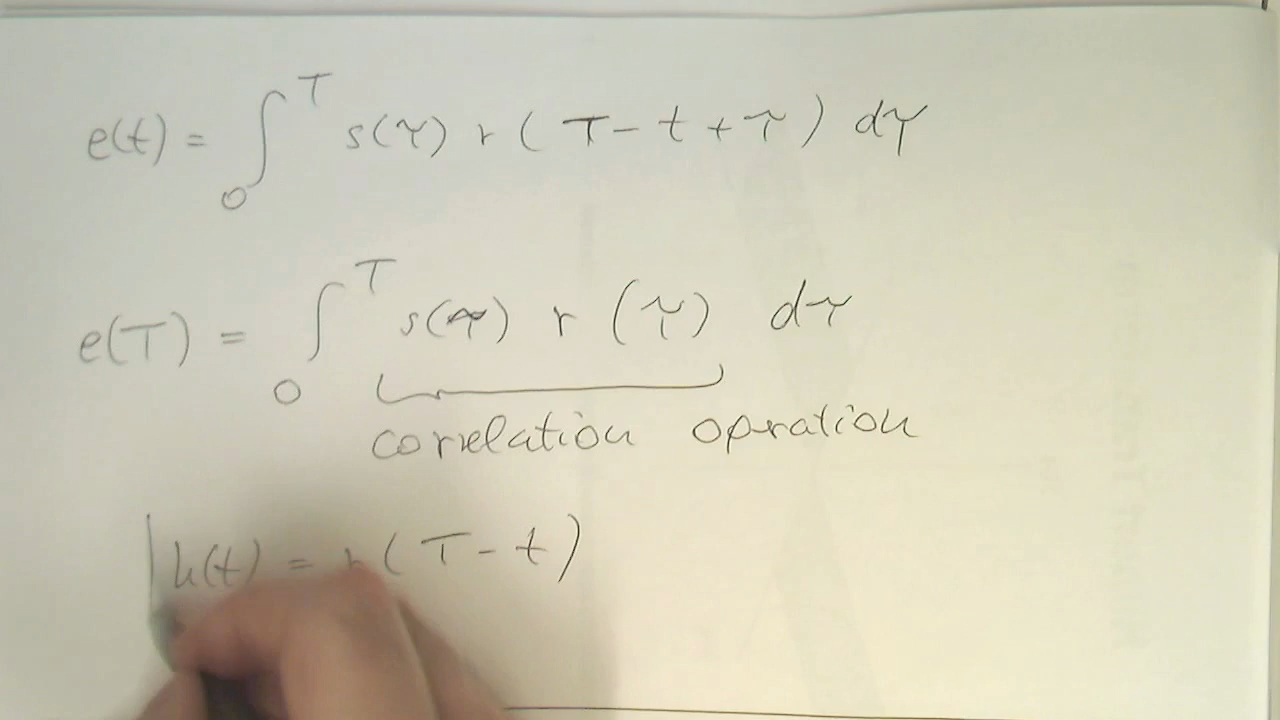 e(t) = ∫₀ᵀ s(τ) r(T - t + τ) dτ
e(T) = ∫₀ᵀ s(τ) r(τ) dτ
correlation operation
h(t) = r(T - t)